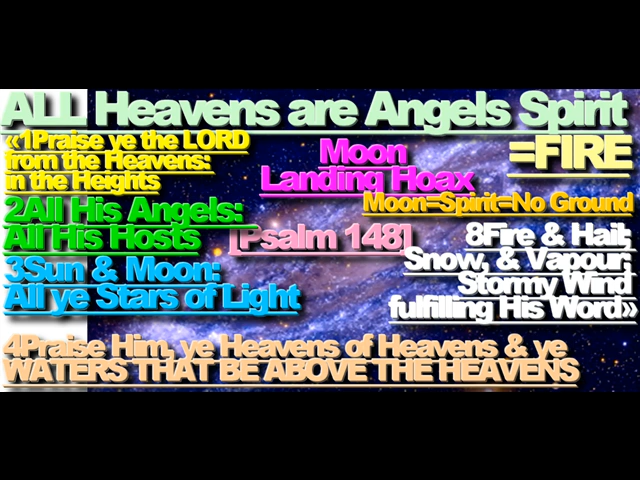 ALL Heavens are Angels Spirit
=FIRE
«1Praise ye the LORD
from the Heavens:
in the Heights
Moon
Landing Hoax
Moon=Spirit=No Ground
2All His Angels:
All His Hosts
[Psalm 148]
3Sun & Moon:
All ye Stars of Light
8Fire & Hail;
Snow, & Vapour;
Stormy Wind
fulfilling His Word»
4Praise Him, ye Heavens of Heavens & ye
WATERS THAT BE ABOVE THE HEAVENS